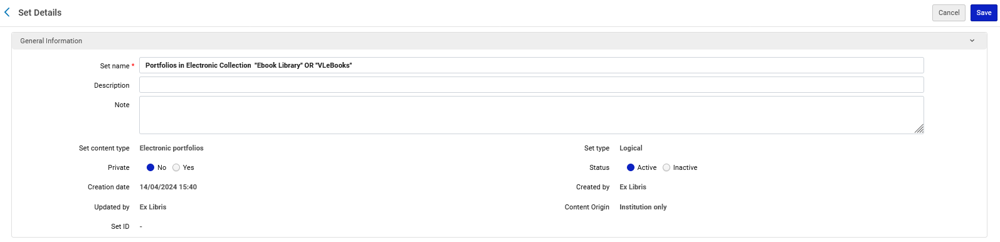 Set Details
Cancel
Save
General Information
Set name *
Portfolios in Electronic Collection  "Ebook Library" OR "VLeBooks"
Description
Note
Set content type Electronic portfolios
Set type Logical
Private No Yes
Status Active Inactive
Creation date 14/04/2024 15:40
Created by Ex Libris
Updated by Ex Libris
Content Origin Institution only
Set ID -